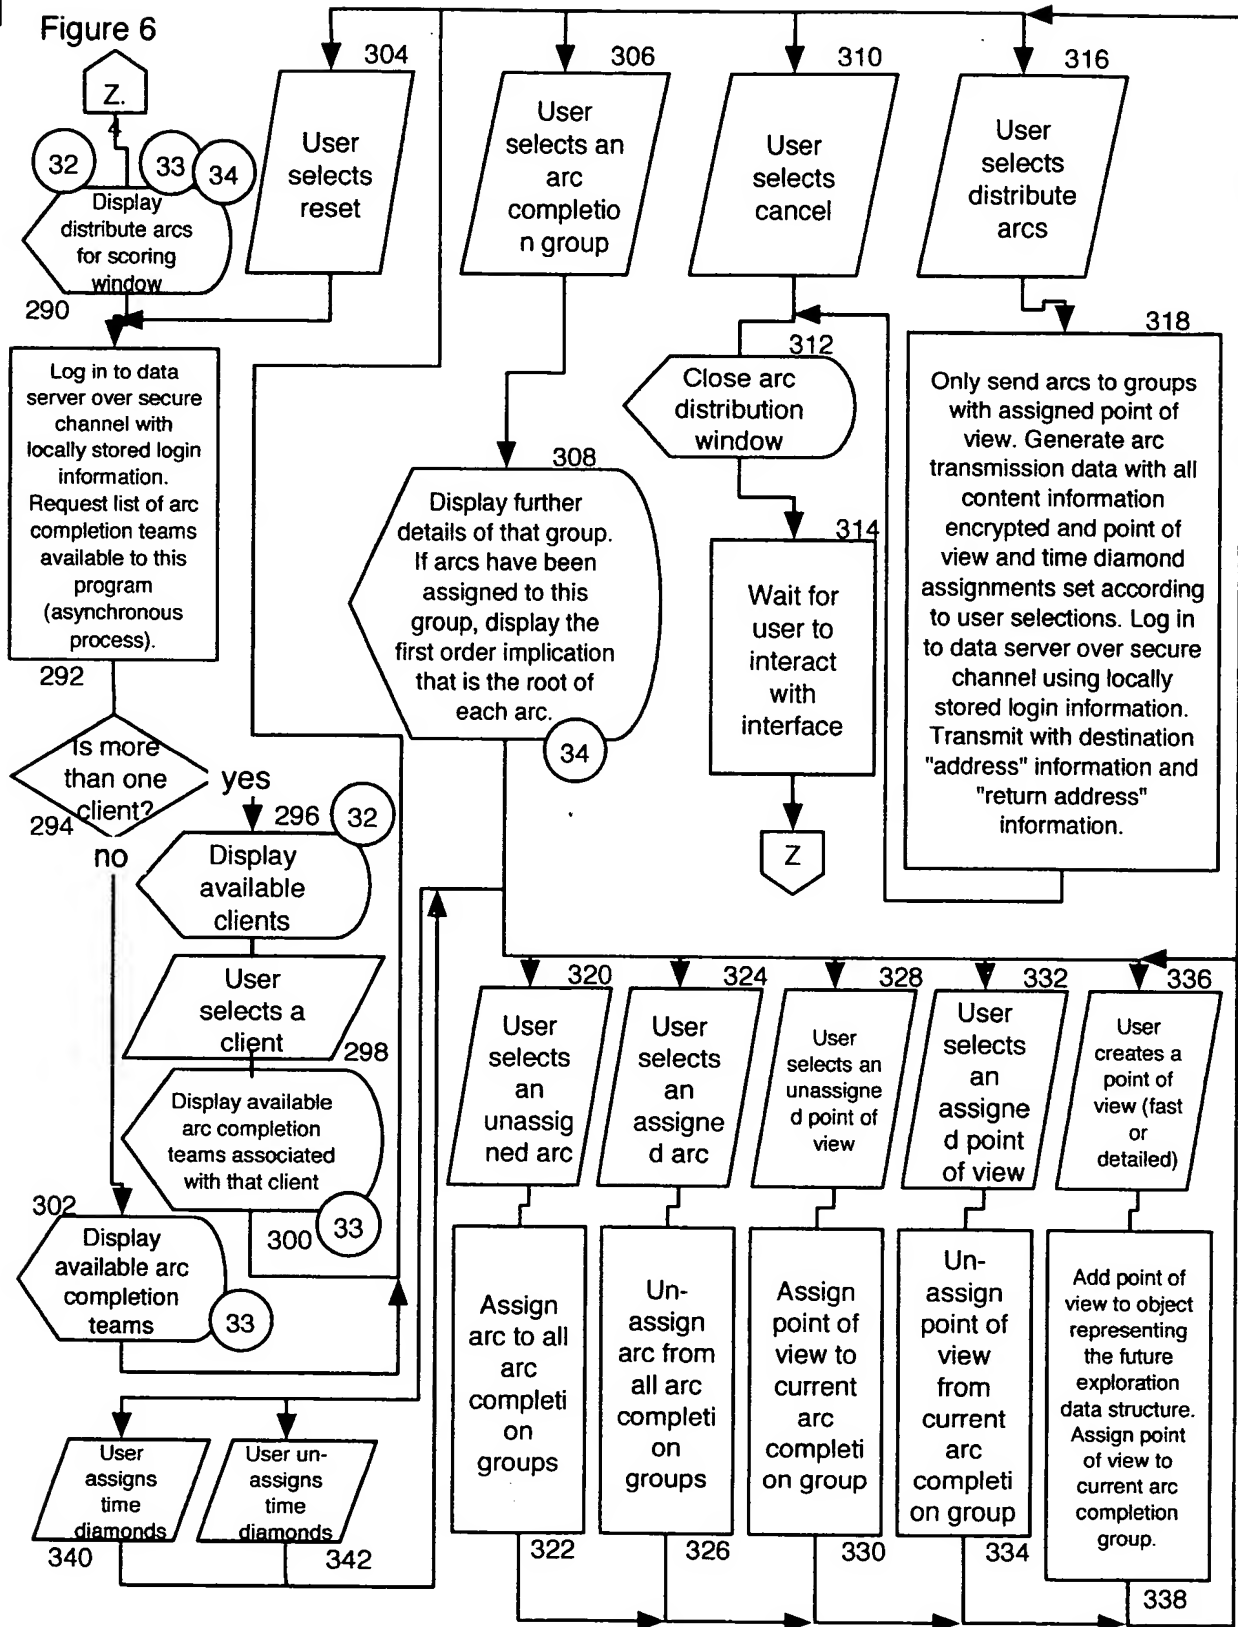 Figure 6
Z.
4
32
33
34
Display
distribute arcs
for scoring
window
290
304
User
selects
reset
306
User
selects an
arc
completio
n group
310
User
selects
cancel
316
User
selects
distribute
arcs
Log in to data
server over secure
channel with
locally stored login
information.
Request list of arc
completion teams
available to this
program
(asynchronous
process).
292
308
Display further
details of that group.
If arcs have been
assigned to this
group, display the
first order implication
that is the root of
each arc.
34
312
Close arc
distribution
window
314
Wait for
user to
interact
with
interface
Z
318
Only send arcs to groups
with assigned point of
view. Generate arc
transmission data with all
content information
encrypted and point of
view and time diamond
assignments set according
to user selections. Log in
to data server over secure
channel using locally
stored login information.
Transmit with destination
"address" information and
"return address"
information.
Is more
than one
client?
294
yes
no
296
32
Display
available
clients
User
selects a
client
298
Display available
arc completion
teams associated
with that client
300
33
302
Display
available arc
completion
teams
33
320
User
selects
an
unassig
ned arc
324
User
selects
an
assigne
d arc
328
User
selects an
unassigne
d point of
view
332
User
selects
an
assigne
d point
of view
336
User
creates a
point of
view (fast
or
detailed)
Assign
arc to all
arc
completi
on
groups
322
Un-
assign
arc from
all arc
completi
on
groups
326
Assign
point of
view to
current
arc
completi
on group
330
Un-
assign
point of
view
from
current
arc
completi
on group
334
Add point of
view to object
representing
the future
exploration
data structure.
Assign point
of view to
current arc
completion
group.
338
User
assigns
time
diamonds
340
User un-
assigns
time
diamonds
342